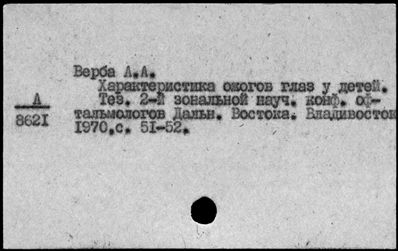 Верба А.А.
Характеристика ожогов глаз у детей.
Тез. 2-й зональной науч. конф. оф-
тальмологов Дальн. Востока. Владивосток
1970,с. 51-52.
А
8621